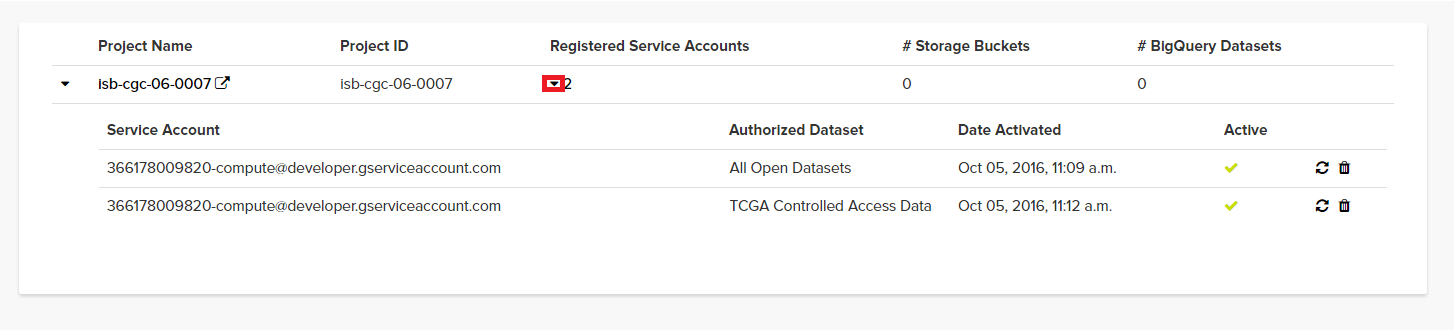 Project Name Project ID Registered Service Accounts # Storage Buckets # BigQuery Datasets
isb-cgc-06-0007 isb-cgc-06-0007 2 0 0
Service Account Authorized Dataset Date Activated Active
366178009820-compute@developer.gserviceaccount.com All Open Datasets Oct 05, 2016, 11:09 a.m.
366178009820-compute@developer.gserviceaccount.com TCGA Controlled Access Data Oct 05, 2016, 11:12 a.m.